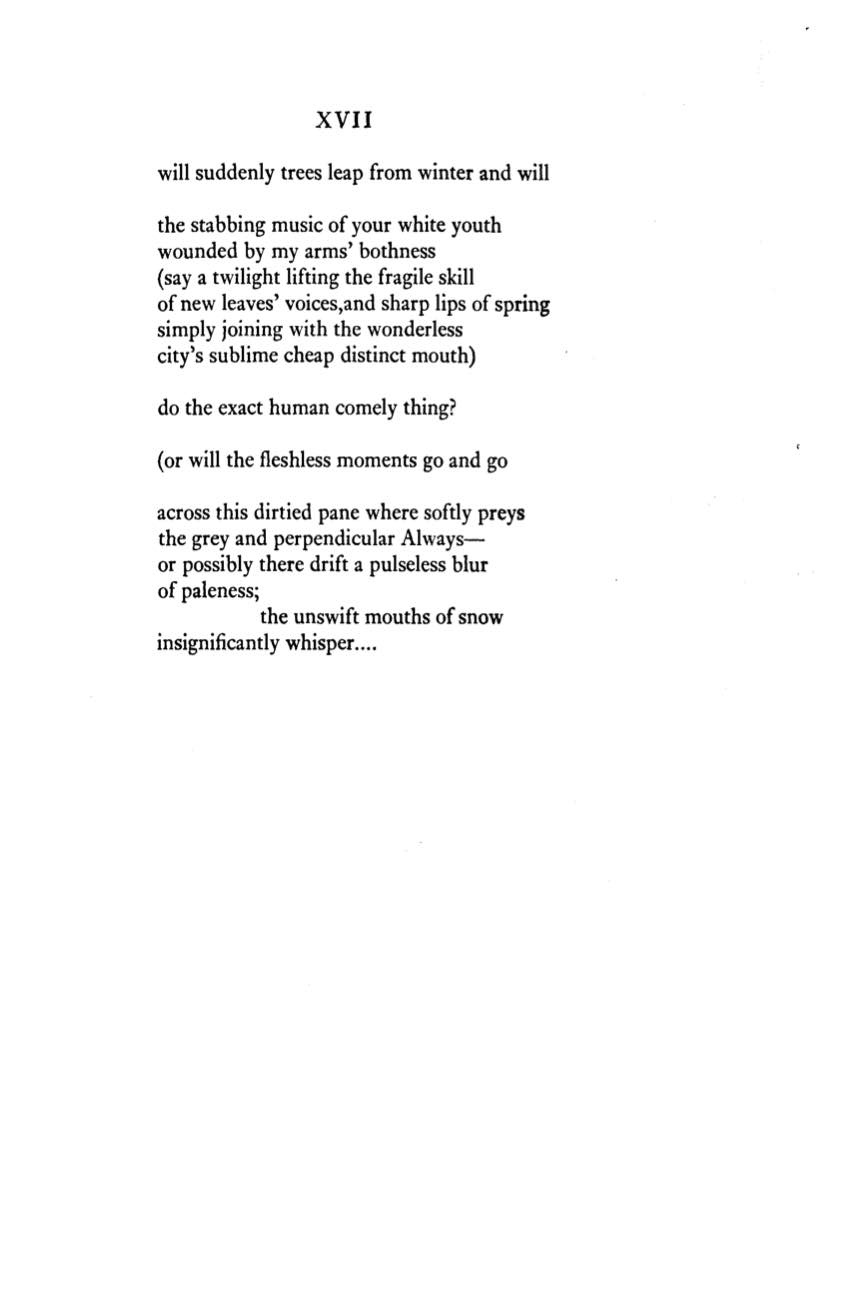 XVII
will suddenly trees leap from winter and will
the stabbing music of your white youth
wounded by my arms’ bothness
(say a twilight lifting the fragile skill
of new leaves’ voices,and sharp lips of spring
simply joining with the wonderless
city’s sublime cheap distinct mouth)
do the exact human comely thing?
(or will the fleshless moments go and go
across this dirtied pane where softly preys
the grey and perpendicular Always—
or possibly there drift a pulseless blur
of paleness;
the unswift mouths of snow
insignificantly whisper....